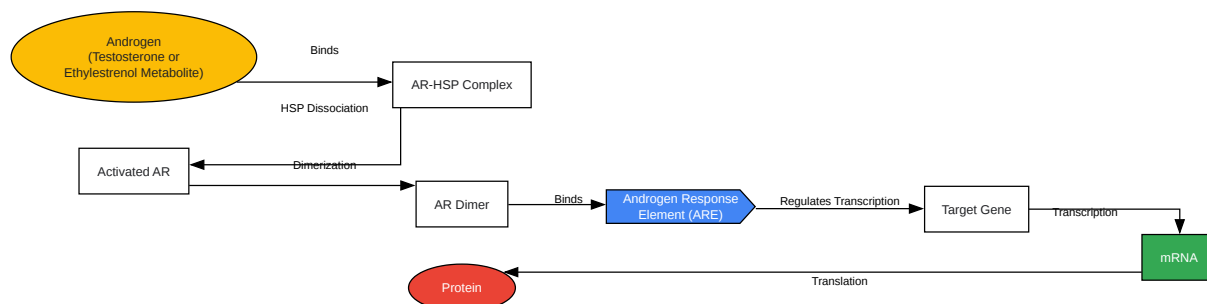 Androgen
(Testosterone or
Ethylestrenol Metabolite)
Binds
AR-HSP Complex
HSP Dissociation
Activated AR
Dimerization
AR Dimer
Binds
Androgen Response
Element (ARE)
Regulates Transcription
Target Gene
Transcription
mRNA
Translation
Protein